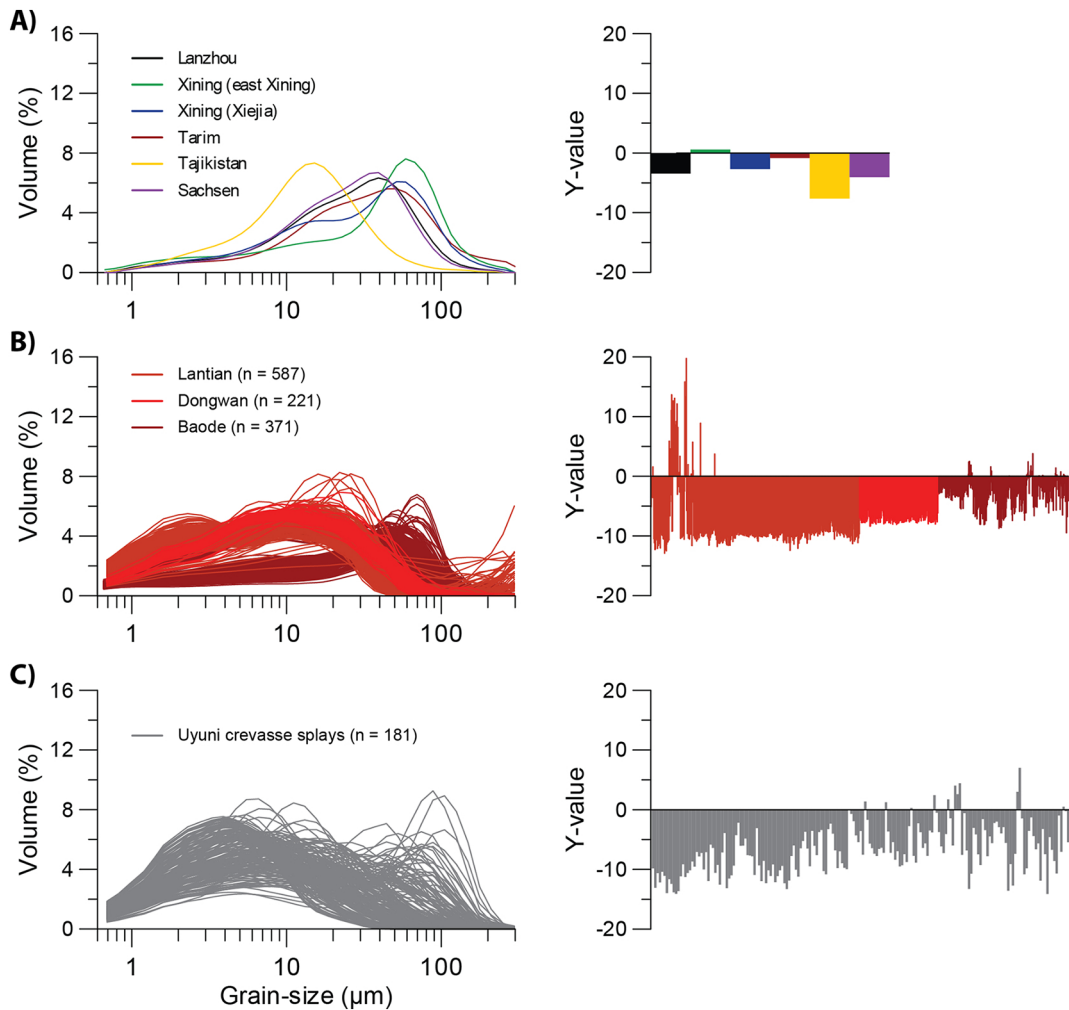 A)
Volume (%)
16
12
8
4
0
Lanzhou
Xining (east Xining)
Xining (Xiejia)
Tarim
Tajikistan
Sachsen
1
10
100
Y-value
20
10
0
-10
-20
B)
Volume (%)
16
12
8
4
0
Lantian (n = 587)
Dongwan (n = 221)
Baode (n = 371)
1
10
100
Y-value
20
10
0
-10
-20
C)
Volume (%)
16
12
8
4
0
Uyuni crevasse splays (n = 181)
1
10
100
Grain-size (μm)
Y-value
20
10
0
-10
-20